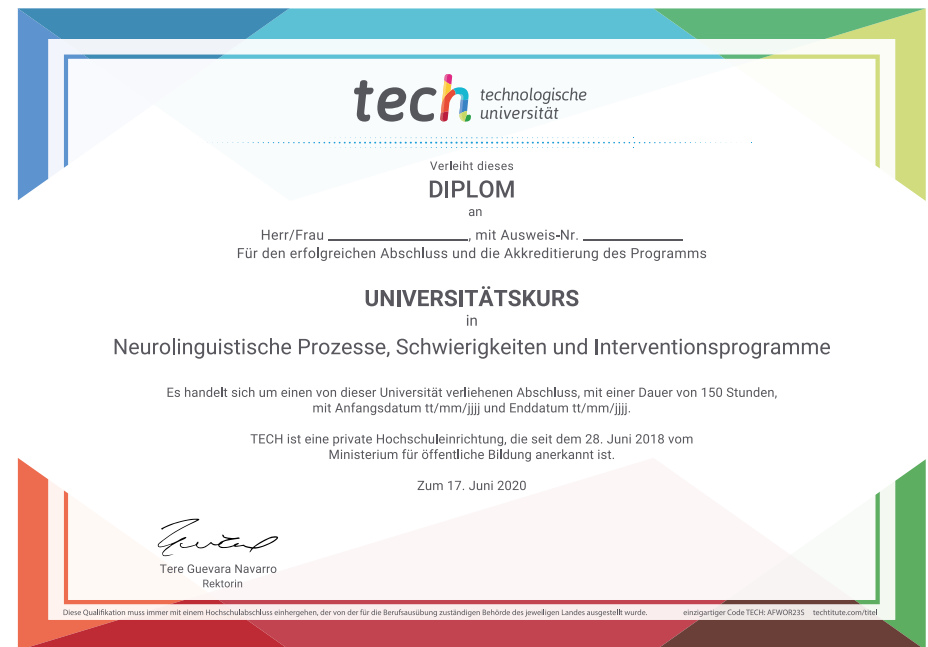 tech technologische
universität
Verleiht dieses
DIPLOM
an
Herr/Frau ____________________, mit Ausweis-Nr. ______________
Für den erfolgreichen Abschluss und die Akkreditierung des Programms
UNIVERSITÄTSKURS
in
Neurolinguistische Prozesse, Schwierigkeiten und Interventionsprogramme
Es handelt sich um einen von dieser Universität verliehenen Abschluss, mit einer Dauer von 150 Stunden,
mit Anfangsdatum tt/mm/jjjj und Enddatum tt/mm/jjjj.
TECH ist eine private Hochschuleinrichtung, die seit dem 28. Juni 2018 vom
Ministerium für öffentliche Bildung anerkannt ist.
Zum 17. Juni 2020
Tere Guevara Navarro
Rektorin
Diese Qualifikation muss immer mit einem Hochschulabschluss einhergehen, der von der für die Berufsausübung zuständigen Behörde des jeweiligen Landes ausgestellt wurde. einzigartiger Code TECH: AFWOR23S techtitute.com/titel